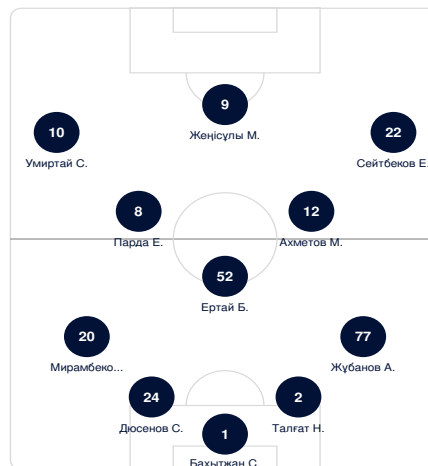 9
Жеңісұлы М.
10
Умиртай С.
22
Сейтбеков Е.
8
Парда Е.
12
Ахметов М.
52
Ертай Б.
20
Мирамбеко...
77
Жұбанов А.
24
Дюсенов С.
2
Талғат Н.
1
Бахытжан С